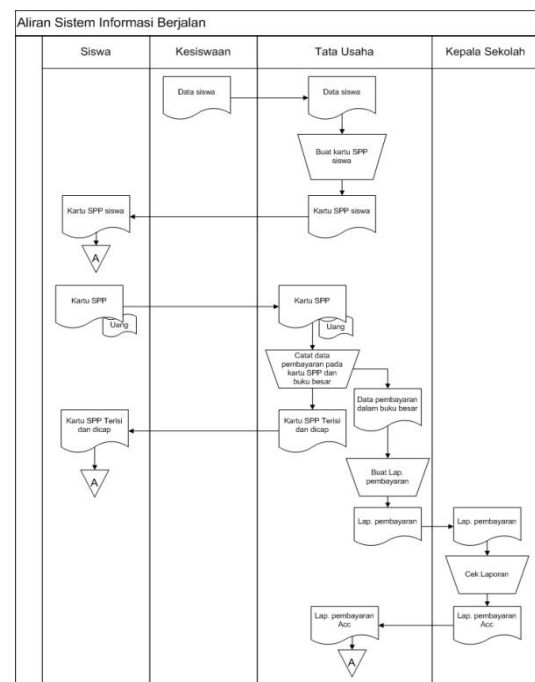 Aliran Sistem Informasi Berjalan
Siswa
Kesiswaan
Tata Usaha
Kepala Sekolah
Data siswa
Data siswa
Buat kartu SPP
siswa
Kartu SPP siswa
Kartu SPP siswa
A
Kartu SPP
Uang
Kartu SPP
Uang
Catat data
pembayaran pada
kartu SPP dan
buku besar
Data pembayaran
dalam buku besar
Kartu SPP Terisi
dan dicap
Kartu SPP Terisi
dan dicap
A
Buat Lap.
pembayaran
Lap. pembayaran
Lap. pembayaran
Cek Laporan
Lap. pembayaran
Acc
Lap. pembayaran
Acc
A